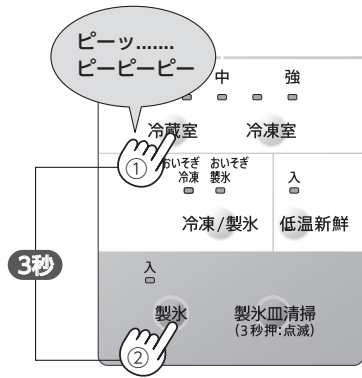 ピーッ.......
ピーピーピー
中
強
冷蔵室
冷凍室
①
おいそぎ
冷凍
おいそぎ
製氷
入
冷凍/製氷
低温新鮮
3秒
入
製氷
製氷皿清掃
(3秒押:点滅)
②